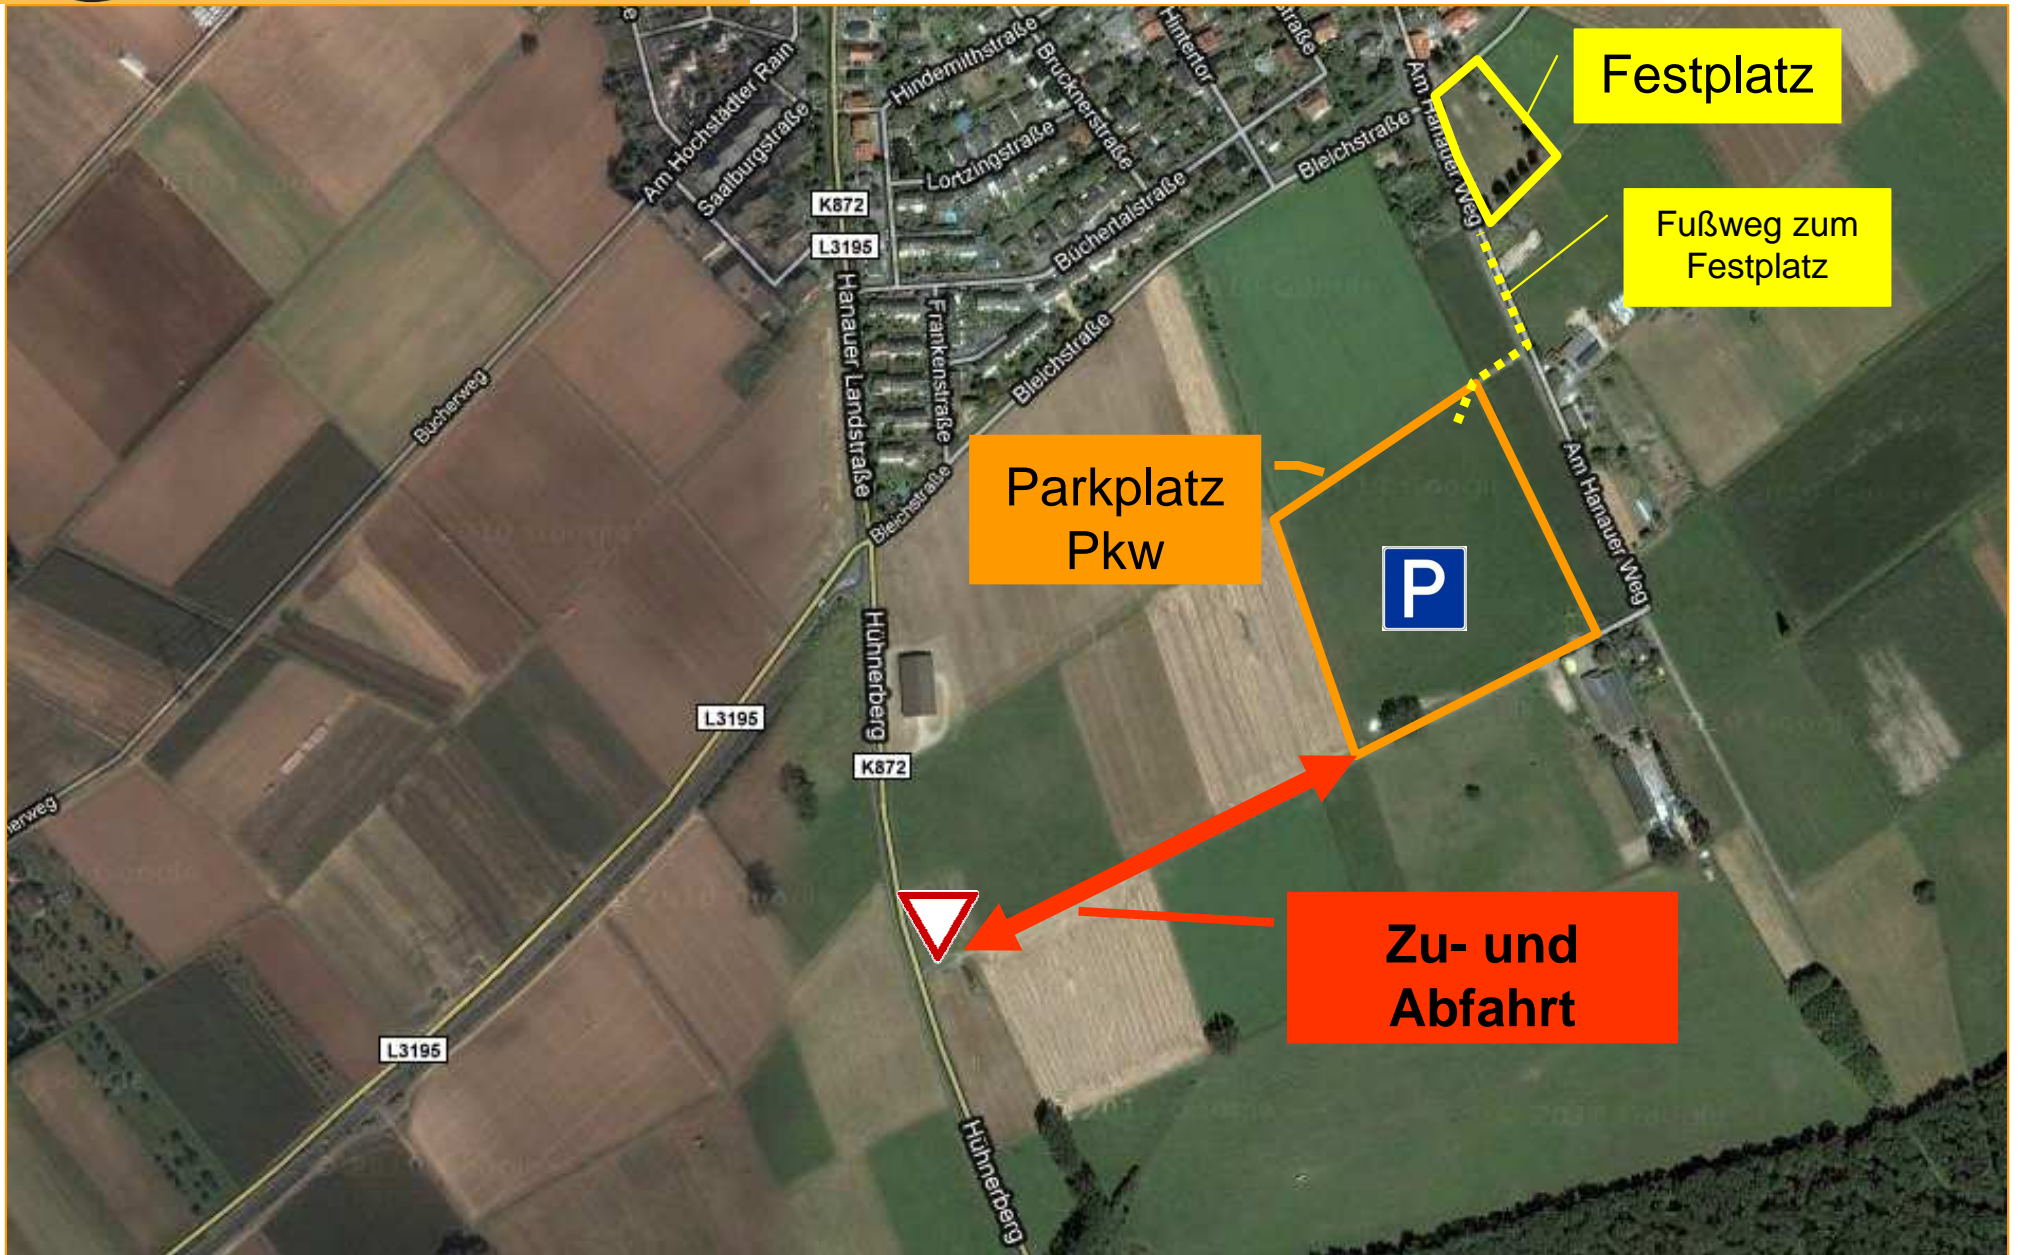 Festplatz
Fußweg zum
Festplatz
Parkplatz
Pkw
P
Zu- und
Abfahrt
Am Hochstädter Rain
Saalburgstraße
Hindemithstraße
Brucknerstraße
Hintertor
straße
Lortzingstraße
Büchertalstraße
Bleichstraße
Am Hanauer Weg
K872
L3195
Hanauer Landstraße
Frankenstraße
Bleichstraße
Bücherweg
Bleichstraße
Am Hanauer Weg
Hühnerberg
L3195
K872
herweg
L3195
Hühnerberg